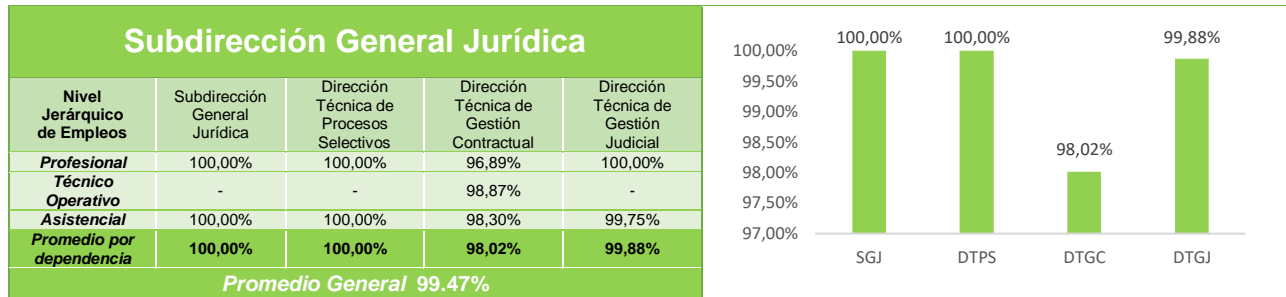 Subdirección General Jurídica
Nivel Jerárquico de Empleos
Subdirección General Jurídica
Dirección Técnica de Procesos Selectivos
Dirección Técnica de Gestión Contractual
Dirección Técnica de Gestión Judicial
Profesional 100,00% 100,00% 96,89% 100,00%
Técnico Operativo - - 98,87% -
Asistencial 100,00% 100,00% 98,30% 99,75%
Promedio por dependencia 100,00% 100,00% 98,02% 99,88%
Promedio General 99.47%
100,00% 100,00% 98,02% 99,88%
100,00%
99,50%
99,00%
98,50%
98,00%
97,50%
97,00%
SGJ DTPS DTGC DTGJ